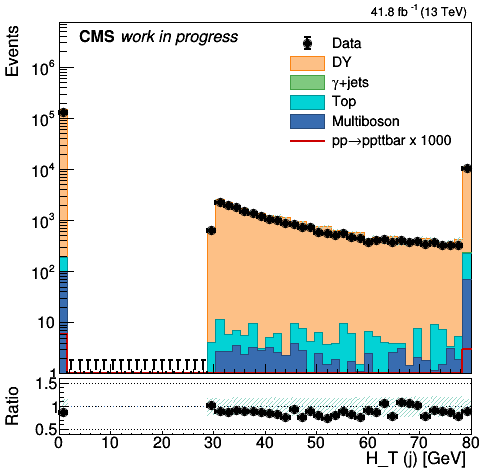 41.8 fb⁻¹ (13 TeV)
CMS work in progress
Events
Data
DY
γ+jets
Top
Multiboson
pp→ppttbar x 1000
10⁶
10⁵
10⁴
10³
10²
10
1
Ratio
1.5
1
0.5
0 10 20 30 40 50 60 70 80
H_T (j) [GeV]